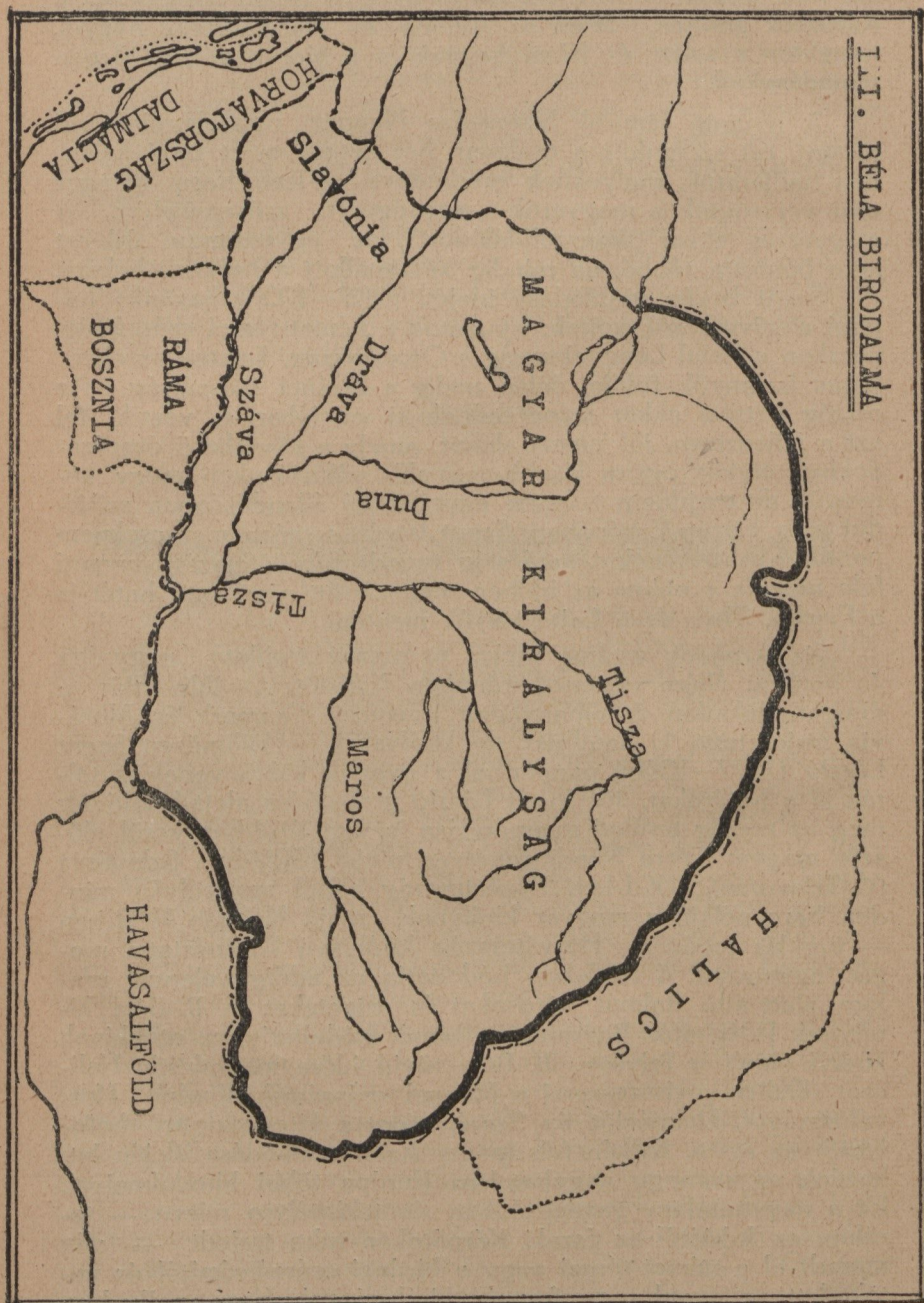 III. BÉLA BIRODALMA
MAGYAR KIRÁLYSÁG
HALICS
Tisza
Slavónia
Dráva
Duna
Maros
Tisza
Száva
HORVÁTORSZÁG
DALMÁCIA
RÁMA
BOSZNIA
HAVASALFÖLD